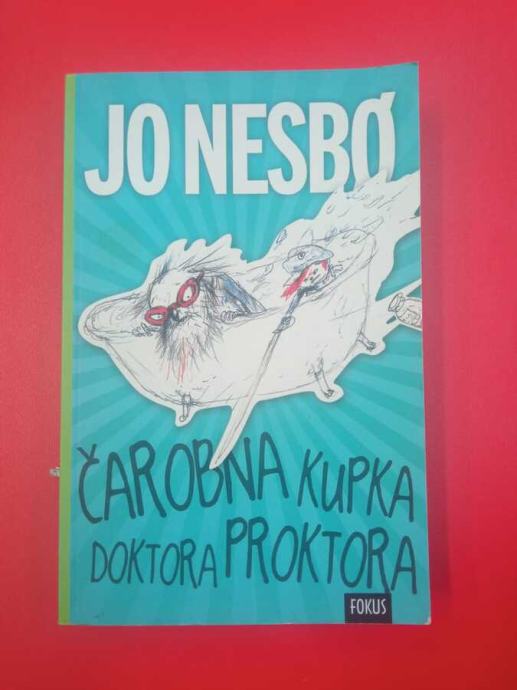 JO NESBØ
ČAROBNA KUPKA
DOKTORA PROKTORA
FOKUS